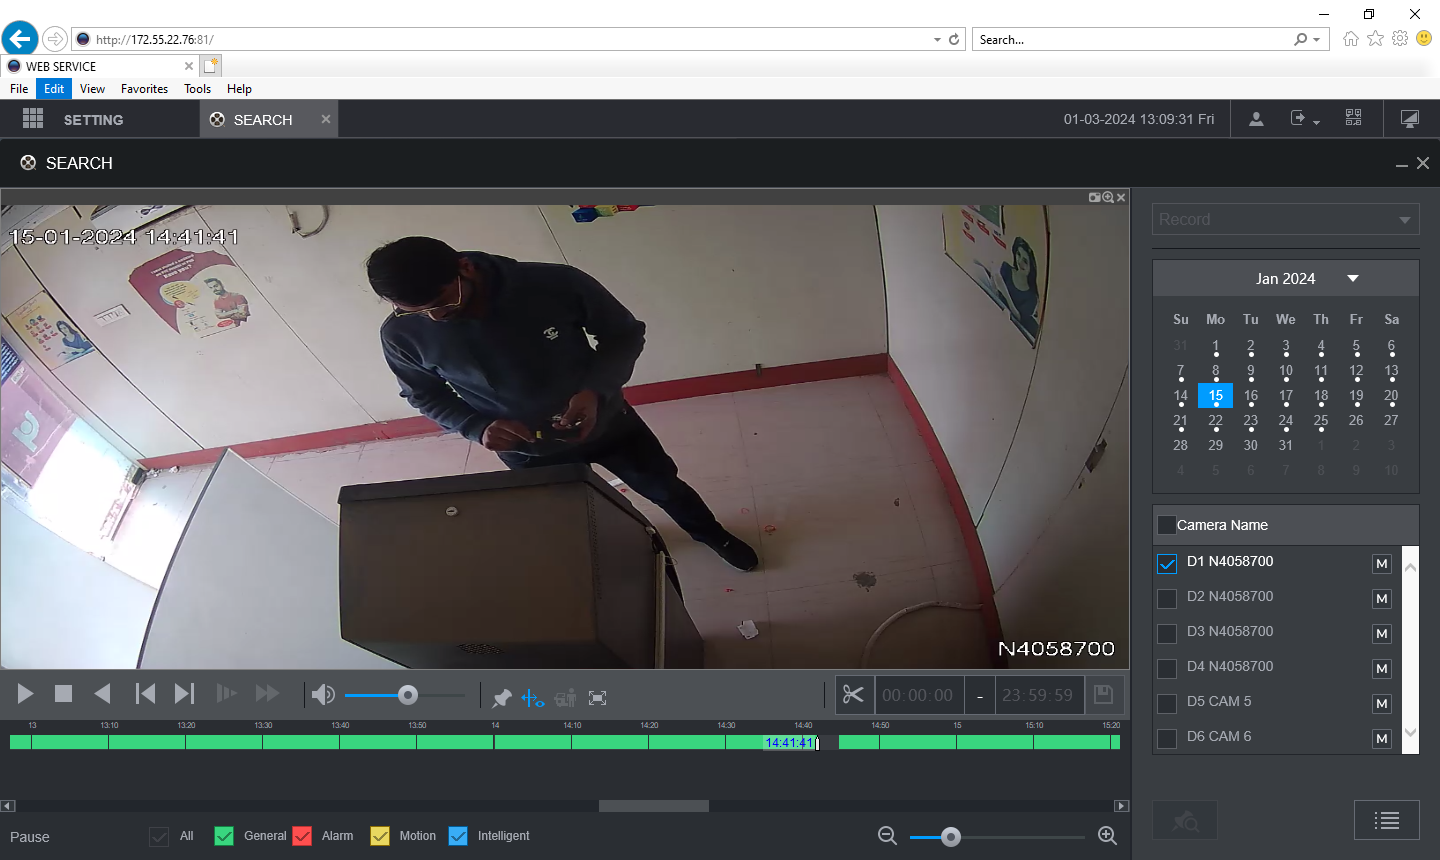 http://172.55.22.76:81/
Search...
WEB SERVICE
File Edit View Favorites Tools Help
SETTING
SEARCH
01-03-2024 13:09:31 Fri
SEARCH
15-01-2024 14:41:41
Have you?
N4058700
Record
Jan 2024
Su Mo Tu We Th Fr Sa
31 1 2 3 4 5 6
7 8 9 10 11 12 13
14 15 16 17 18 19 20
21 22 23 24 25 26 27
28 29 30 31 1 2 3
4 5 6 7 8 9 10
Camera Name
D1 N4058700 M
D2 N4058700 M
D3 N4058700 M
D4 N4058700 M
D5 CAM 5 M
D6 CAM 6 M
00:00:00 - 23:59:59
13 13:10 13:20 13:30 13:40 13:50 14 14:10 14:20 14:30 14:40 14:50 15 15:10 15:20
14:41:41
Pause
All General Alarm Motion Intelligent